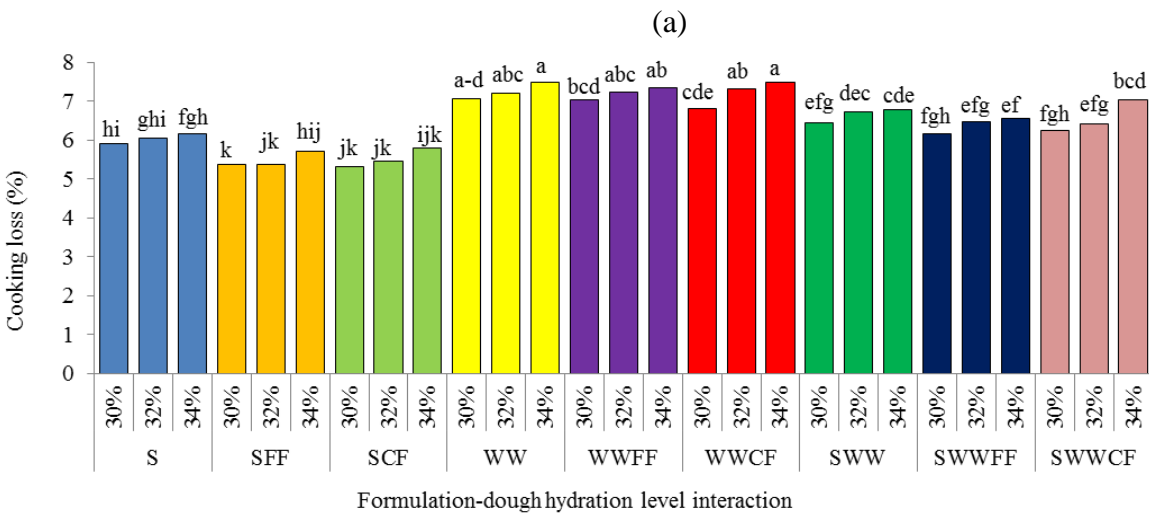 (a)
Cooking loss (%)
8
7
6
5
4
3
2
1
0
hi ghi fgh k jk hij jk jk ijk a-d abc a bcd abc ab cde ab a efg dec cde fgh efg ef fgh efg bcd
30% 32% 34% 30% 32% 34% 30% 32% 34% 30% 32% 34% 30% 32% 34% 30% 32% 34% 30% 32% 34% 30% 32% 34% 30% 32% 34%
S SFF SCF WW WWFF WWCF SWW SWWFF SWWCF
Formulation-dough hydration level interaction